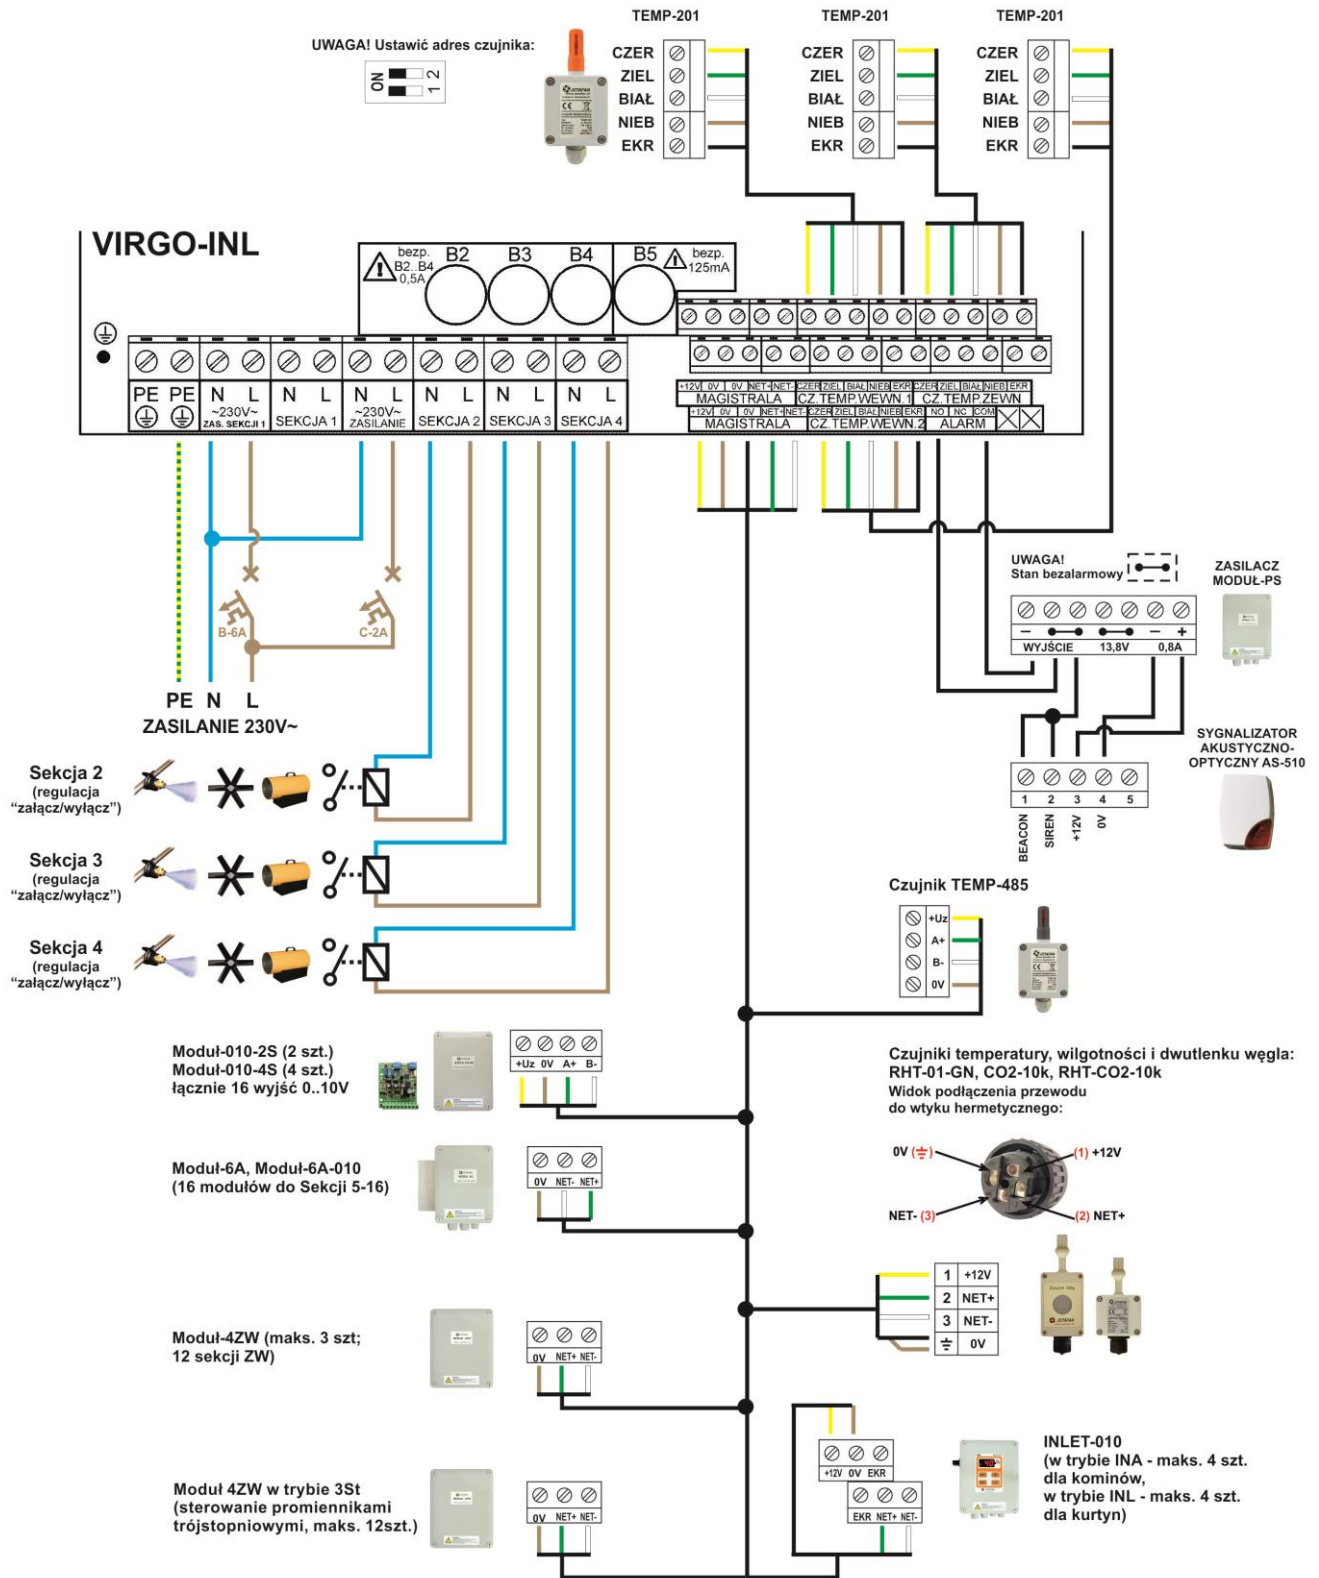 TEMP-201
TEMP-201
TEMP-201
UWAGA! Ustawić adres czujnika:
ON
1 2
CZER
ZIEL
BIAŁ
NIEB
EKR
CZER
ZIEL
BIAŁ
NIEB
EKR
CZER
ZIEL
BIAŁ
NIEB
EKR
JOTAFAN
VIRGO-INL
bezp.
B2..B4
0,5A
B2
B3
B4
B5
bezp.
125mA
PE PE N L N L N L N L N L N L
~230V~
ZAS. SEKCJI 1
SEKCJA 1
~230V~
ZASILANIE
SEKCJA 2
SEKCJA 3
SEKCJA 4
+12V 0V 0V NET+ NET- CZER ZIEL BIAŁ NIEB EKR CZER ZIEL BIAŁ NIEB EKR
MAGISTRALA CZ.TEMP.WEWN.1 CZ.TEMP.ZEWN
+12V 0V 0V NET+ NET- CZER ZIEL BIAŁ NIEB EKR NO NC COM
MAGISTRALA CZ.TEMP.WEWN.2 ALARM
B-6A
C-2A
PE N L
ZASILANIE 230V~
UWAGA!
Stan bezalarmowy
ZASILACZ
MODUŁ-PS
– – +
WYJŚCIE 13,8V 0,8A
SYGNALIZATOR
AKUSTYCZNO-
OPTYCZNY AS-510
1 2 3 4 5
BEACON
SIREN
+12V
0V
Sekcja 2
(regulacja
“załącz/wyłącz”)
Sekcja 3
(regulacja
“załącz/wyłącz”)
Sekcja 4
(regulacja
“załącz/wyłącz”)
Czujnik TEMP-485
+Uz
A+
B-
0V
JOTAFAN
Moduł-010-2S (2 szt.)
Moduł-010-4S (4 szt.)
łącznie 16 wyjść 0..10V
+Uz 0V A+ B-
Czujniki temperatury, wilgotności i dwutlenku węgla:
RHT-01-GN, CO2-10k, RHT-CO2-10k
Widok podłączenia przewodu
do wtyku hermetycznego:
0V (⏚)
(1) +12V
NET- (3)
(2) NET+
Moduł-6A, Moduł-6A-010
(16 modułów do Sekcji 5-16)
0V NET- NET+
1 +12V
2 NET+
3 NET-
⏚ 0V
JOTAFAN
Moduł-4ZW (maks. 3 szt;
12 sekcji ZW)
0V NET+ NET-
Moduł 4ZW w trybie 3St
(sterowanie promiennikami
trójstopniowymi, maks. 12szt.)
0V NET+ NET-
+12V 0V EKR
EKR NET+ NET-
INLET-010
(w trybie INA - maks. 4 szt.
dla kominów,
w trybie INL - maks. 4 szt.
dla kurtyn)